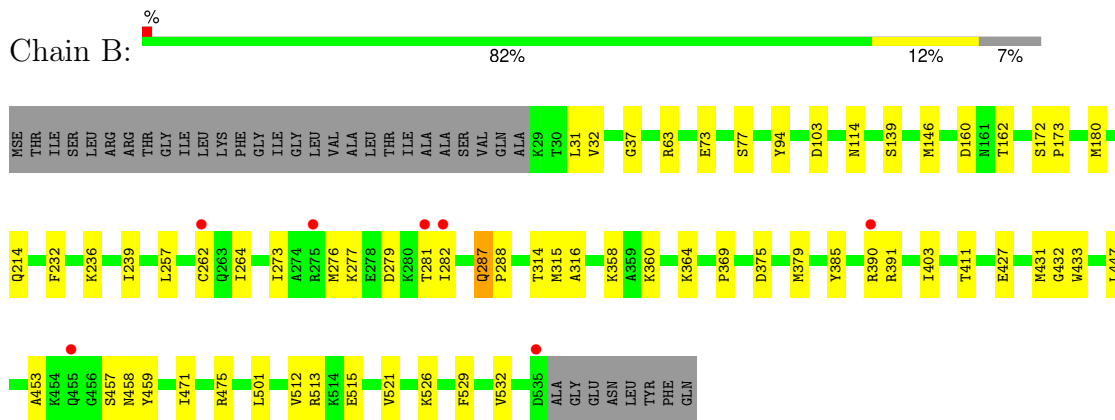 %
Chain B:
82% 12% 7%
MSE THR ILE SER LEU ARG ARG THR GLY ILE LEU LYS PHE GLY ILE GLY LEU VAL ALA LEU THR ILE ALA ALA SER VAL GLN ALA K29 T30 L31 V32 G37 R63 E73 S77 Y94 D103 N114 S139 M146 D160 N161 T162 S172 P173 M180
Q214 F232 K236 I239 L257 C262 Q263 I264 I273 A274 R275 M276 K277 E278 D279 K280 T281 I282 Q287 P288 T314 M315 A316 K358 A359 K360 K364 P369 D375 M379 Y385 R390 R391 I403 T411 E427 M431 G432 W433 L447
A453 K454 Q455 G456 S457 N458 Y459 I471 R475 L501 V512 R513 K514 E515 V521 K526 F529 V532 D535 ALA GLY GLU ASN LEU TYR PHE GLN